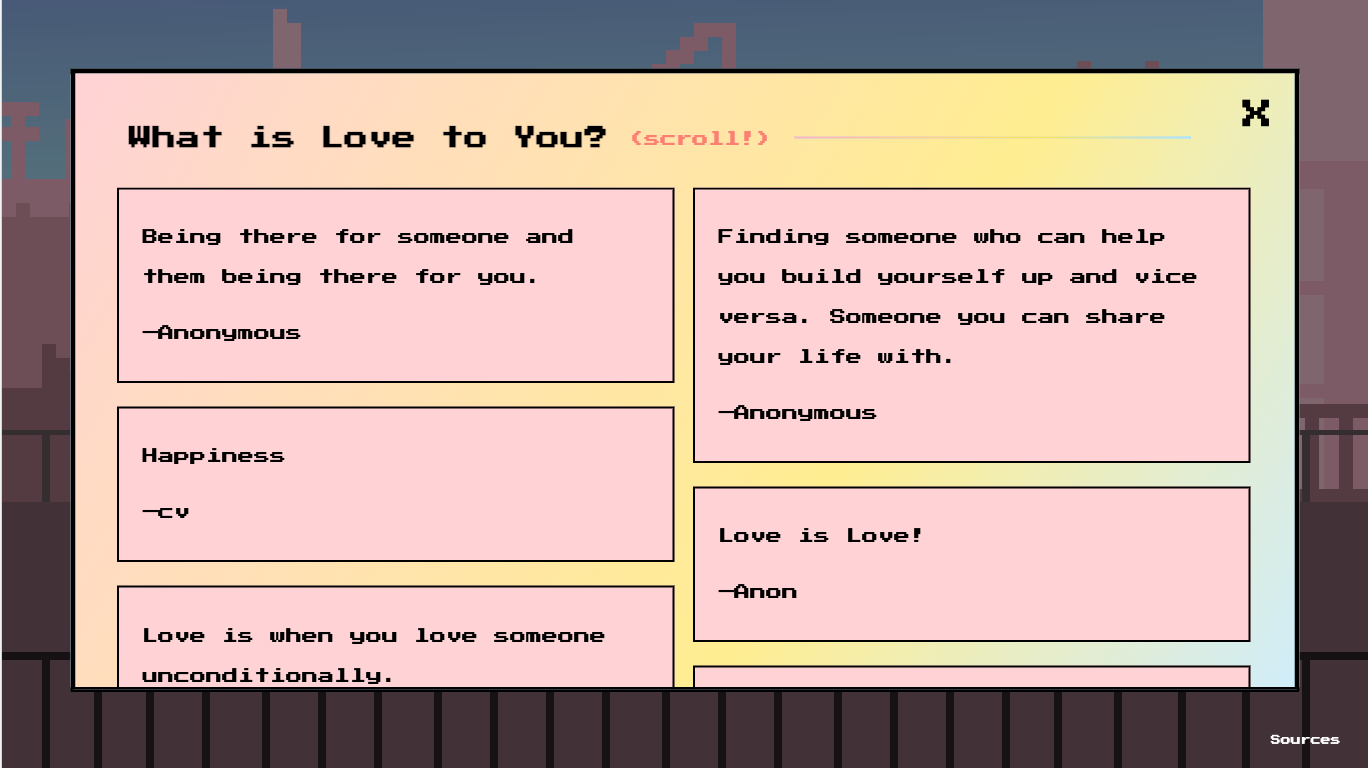 What is Love to You? (scroll!)
X
Being there for someone and
them being there for you.
—Anonymous
Happiness
—cv
Love is when you love someone
unconditionally.
Finding someone who can help
you build yourself up and vice
versa. Someone you can share
your life with.
—Anonymous
Love is Love!
—Anon
Sources